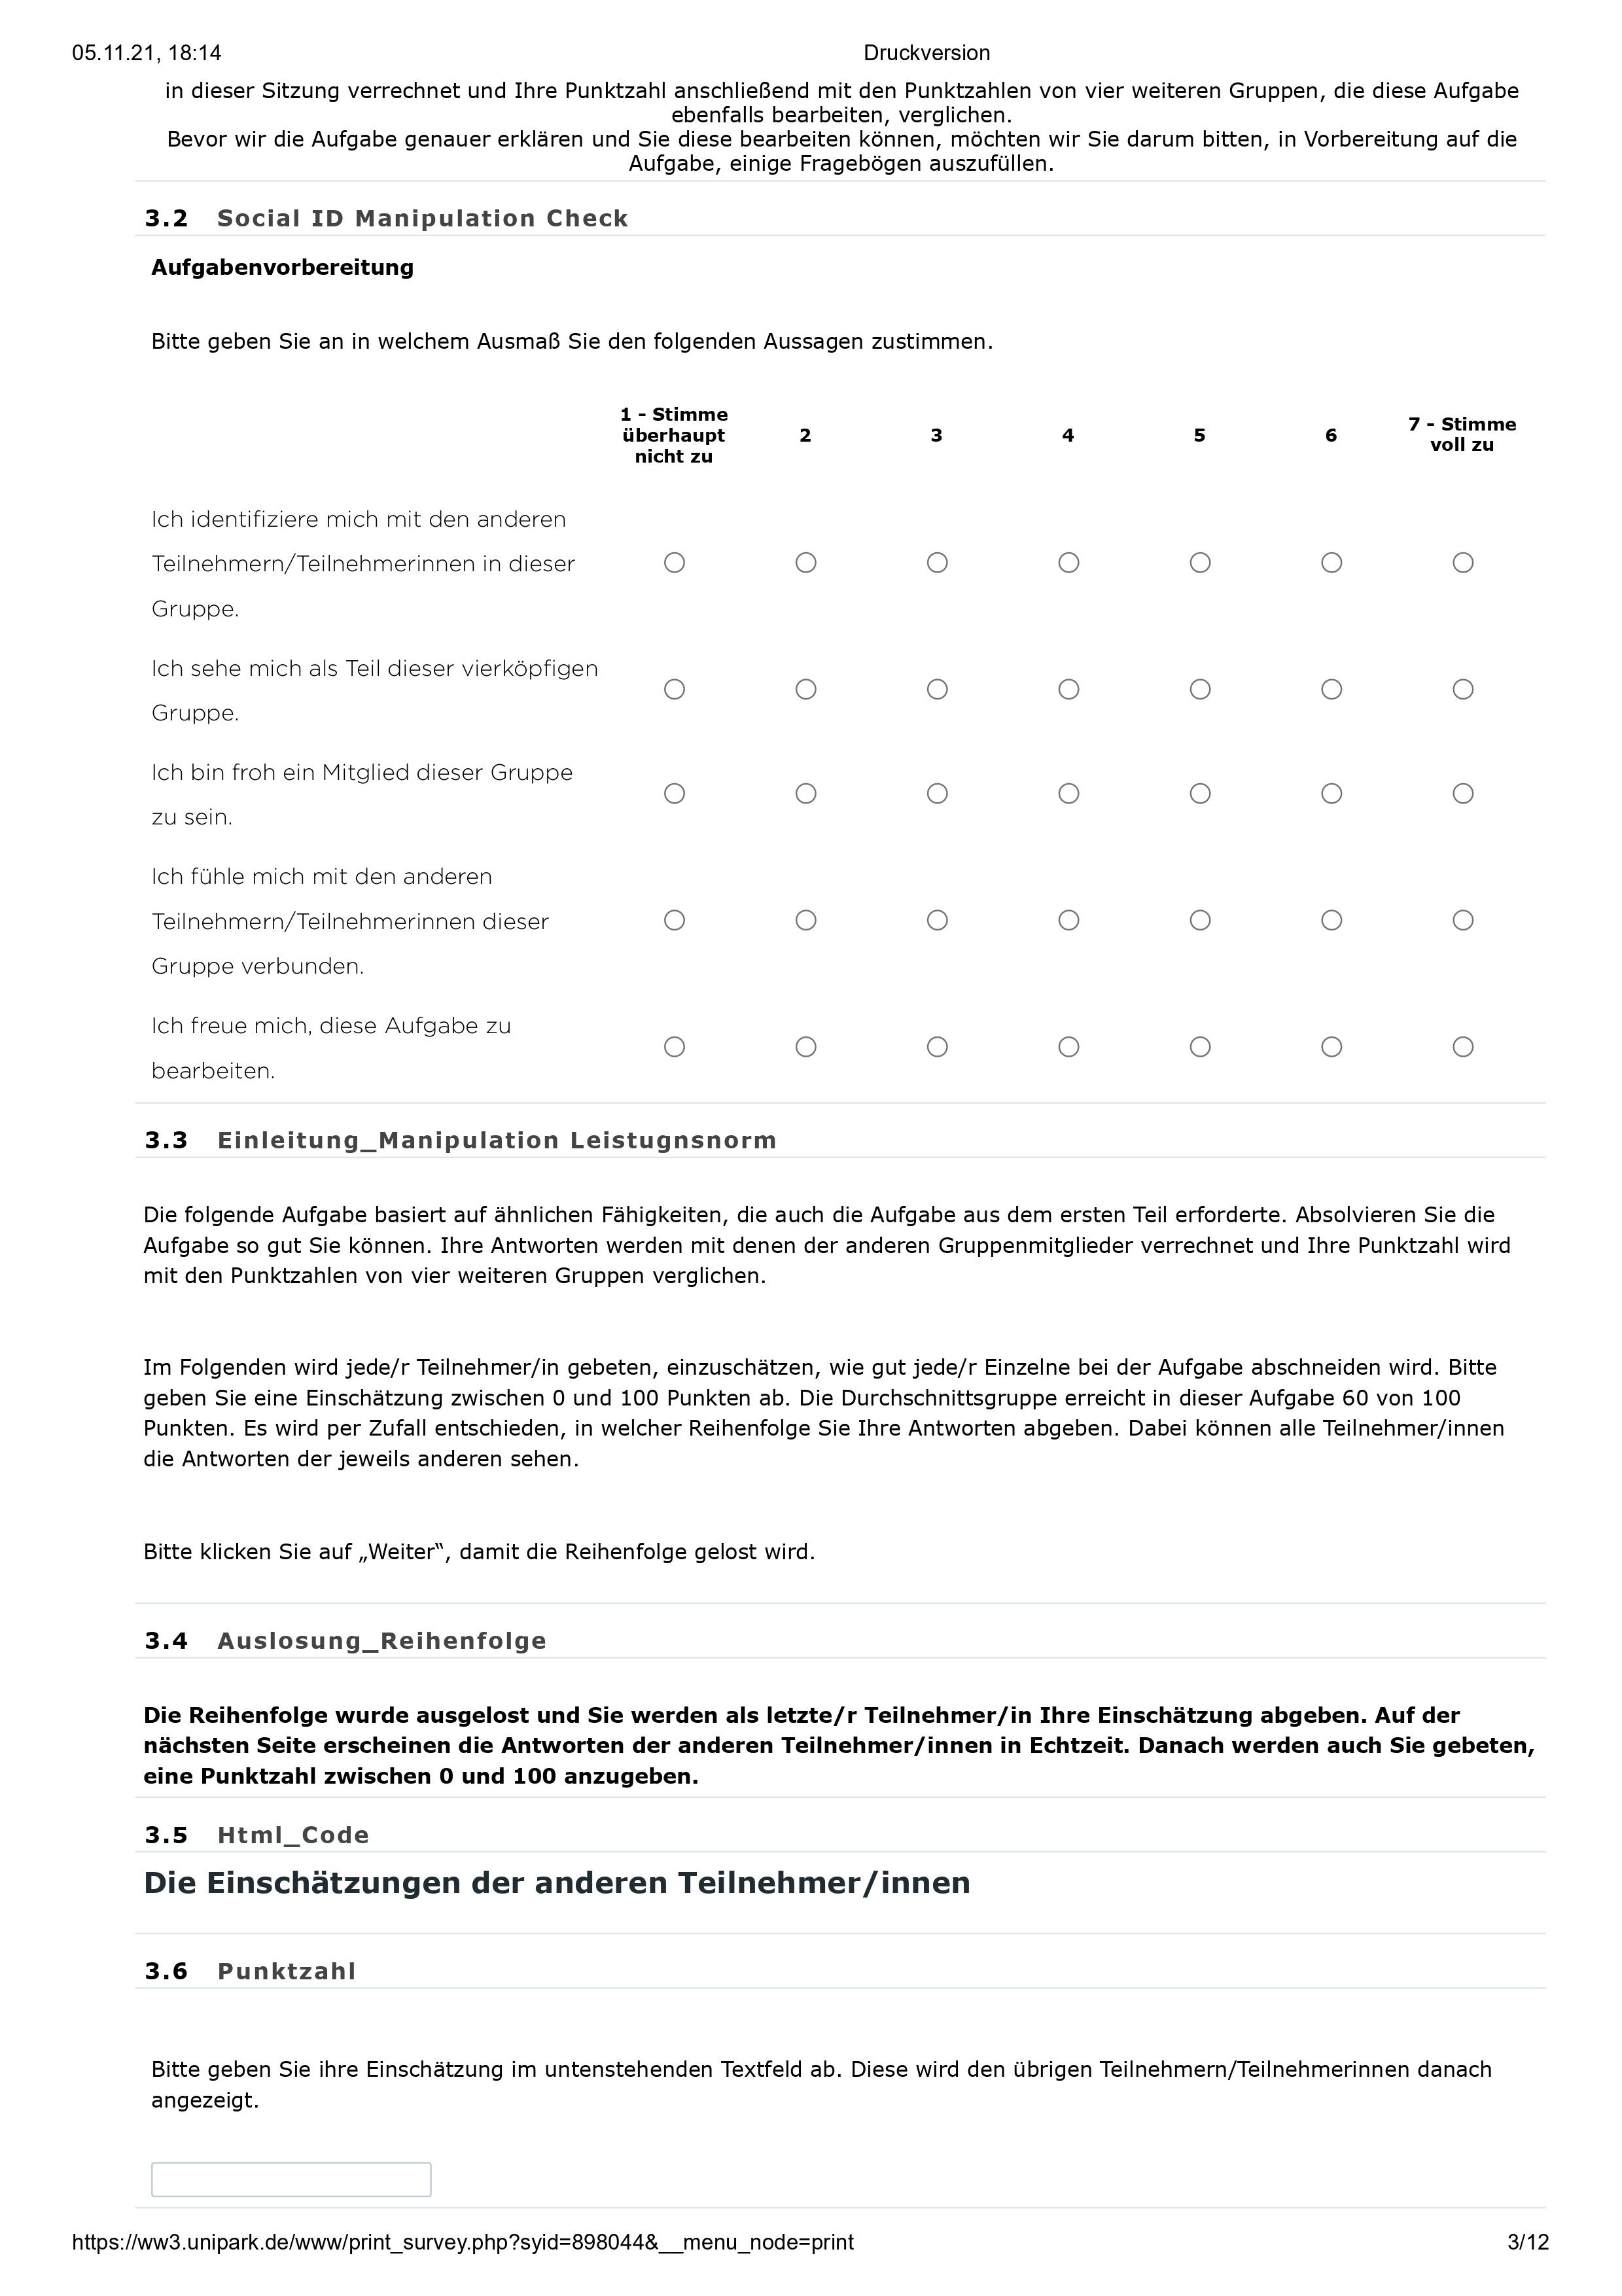 05.11.21, 18:14 Druckversion
in dieser Sitzung verrechnet und Ihre Punktzahl anschließend mit den Punktzahlen von vier weiteren Gruppen, die diese Aufgabe
ebenfalls bearbeiten, verglichen.
Bevor wir die Aufgabe genauer erklären und Sie diese bearbeiten können, möchten wir Sie darum bitten, in Vorbereitung auf die
Aufgabe, einige Fragebögen auszufüllen.
3.2 Social ID Manipulation Check
Aufgabenvorbereitung
Bitte geben Sie an in welchem Ausmaß Sie den folgenden Aussagen zustimmen.
1 - Stimme
überhaupt
nicht zu
2 3 4 5 6
7 - Stimme
voll zu
Ich identifiziere mich mit den anderen
Teilnehmern/Teilnehmerinnen in dieser
Gruppe.
Ich sehe mich als Teil dieser vierköpfigen
Gruppe.
Ich bin froh ein Mitglied dieser Gruppe
zu sein.
Ich fühle mich mit den anderen
Teilnehmern/Teilnehmerinnen dieser
Gruppe verbunden.
Ich freue mich, diese Aufgabe zu
bearbeiten.
3.3 Einleitung_Manipulation Leistugnsnorm
Die folgende Aufgabe basiert auf ähnlichen Fähigkeiten, die auch die Aufgabe aus dem ersten Teil erforderte. Absolvieren Sie die
Aufgabe so gut Sie können. Ihre Antworten werden mit denen der anderen Gruppenmitglieder verrechnet und Ihre Punktzahl wird
mit den Punktzahlen von vier weiteren Gruppen verglichen.
Im Folgenden wird jede/r Teilnehmer/in gebeten, einzuschätzen, wie gut jede/r Einzelne bei der Aufgabe abschneiden wird. Bitte
geben Sie eine Einschätzung zwischen 0 und 100 Punkten ab. Die Durchschnittsgruppe erreicht in dieser Aufgabe 60 von 100
Punkten. Es wird per Zufall entschieden, in welcher Reihenfolge Sie Ihre Antworten abgeben. Dabei können alle Teilnehmer/innen
die Antworten der jeweils anderen sehen.
Bitte klicken Sie auf „Weiter“, damit die Reihenfolge gelost wird.
3.4 Auslosung_Reihenfolge
Die Reihenfolge wurde ausgelost und Sie werden als letzte/r Teilnehmer/in Ihre Einschätzung abgeben. Auf der
nächsten Seite erscheinen die Antworten der anderen Teilnehmer/innen in Echtzeit. Danach werden auch Sie gebeten,
eine Punktzahl zwischen 0 und 100 anzugeben.
3.5 Html_Code
Die Einschätzungen der anderen Teilnehmer/innen
3.6 Punktzahl
Bitte geben Sie ihre Einschätzung im untenstehenden Textfeld ab. Diese wird den übrigen Teilnehmern/Teilnehmerinnen danach
angezeigt.
https://ww3.unipark.de/www/print_survey.php?syid=898044&__menu_node=print 3/12